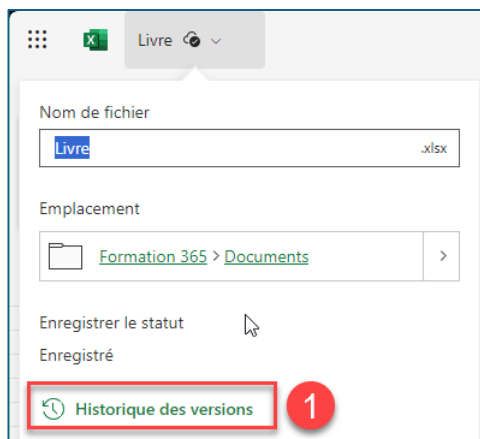 Livre
Nom de fichier
Livre .xlsx
Emplacement
Formation 365 > Documents >
Enregistrer le statut
Enregistré
Historique des versions 1